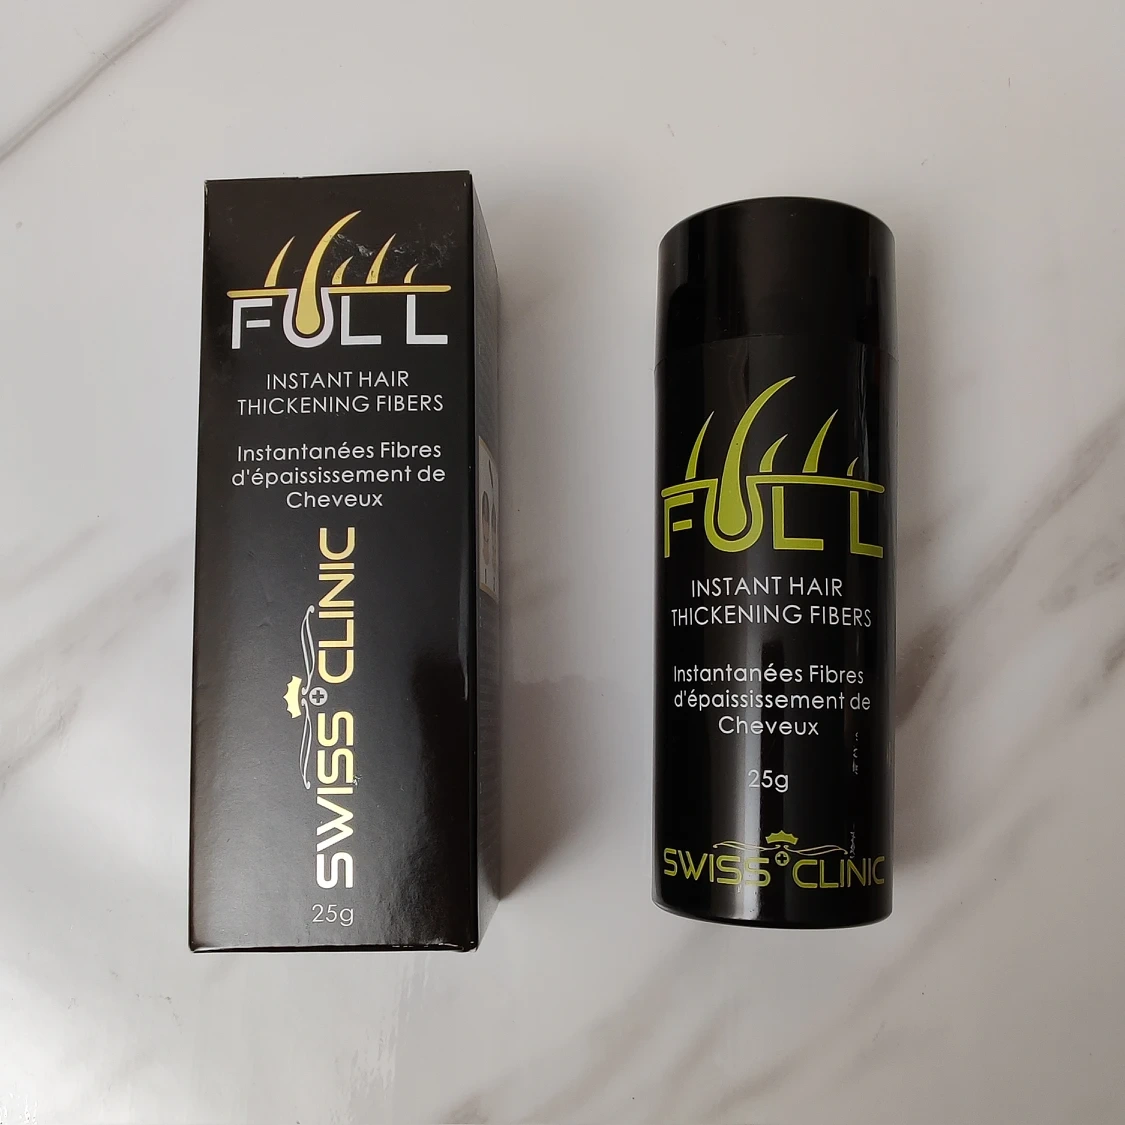 FULL
INSTANT HAIR
THICKENING FIBERS
Instantanées Fibres
d'épaississement de
Cheveux
SWISS CLINIC
25g
FULL
INSTANT HAIR
THICKENING FIBERS
Instantanées Fibres
d'épaississement de
Cheveux
25g
SWISS CLINIC